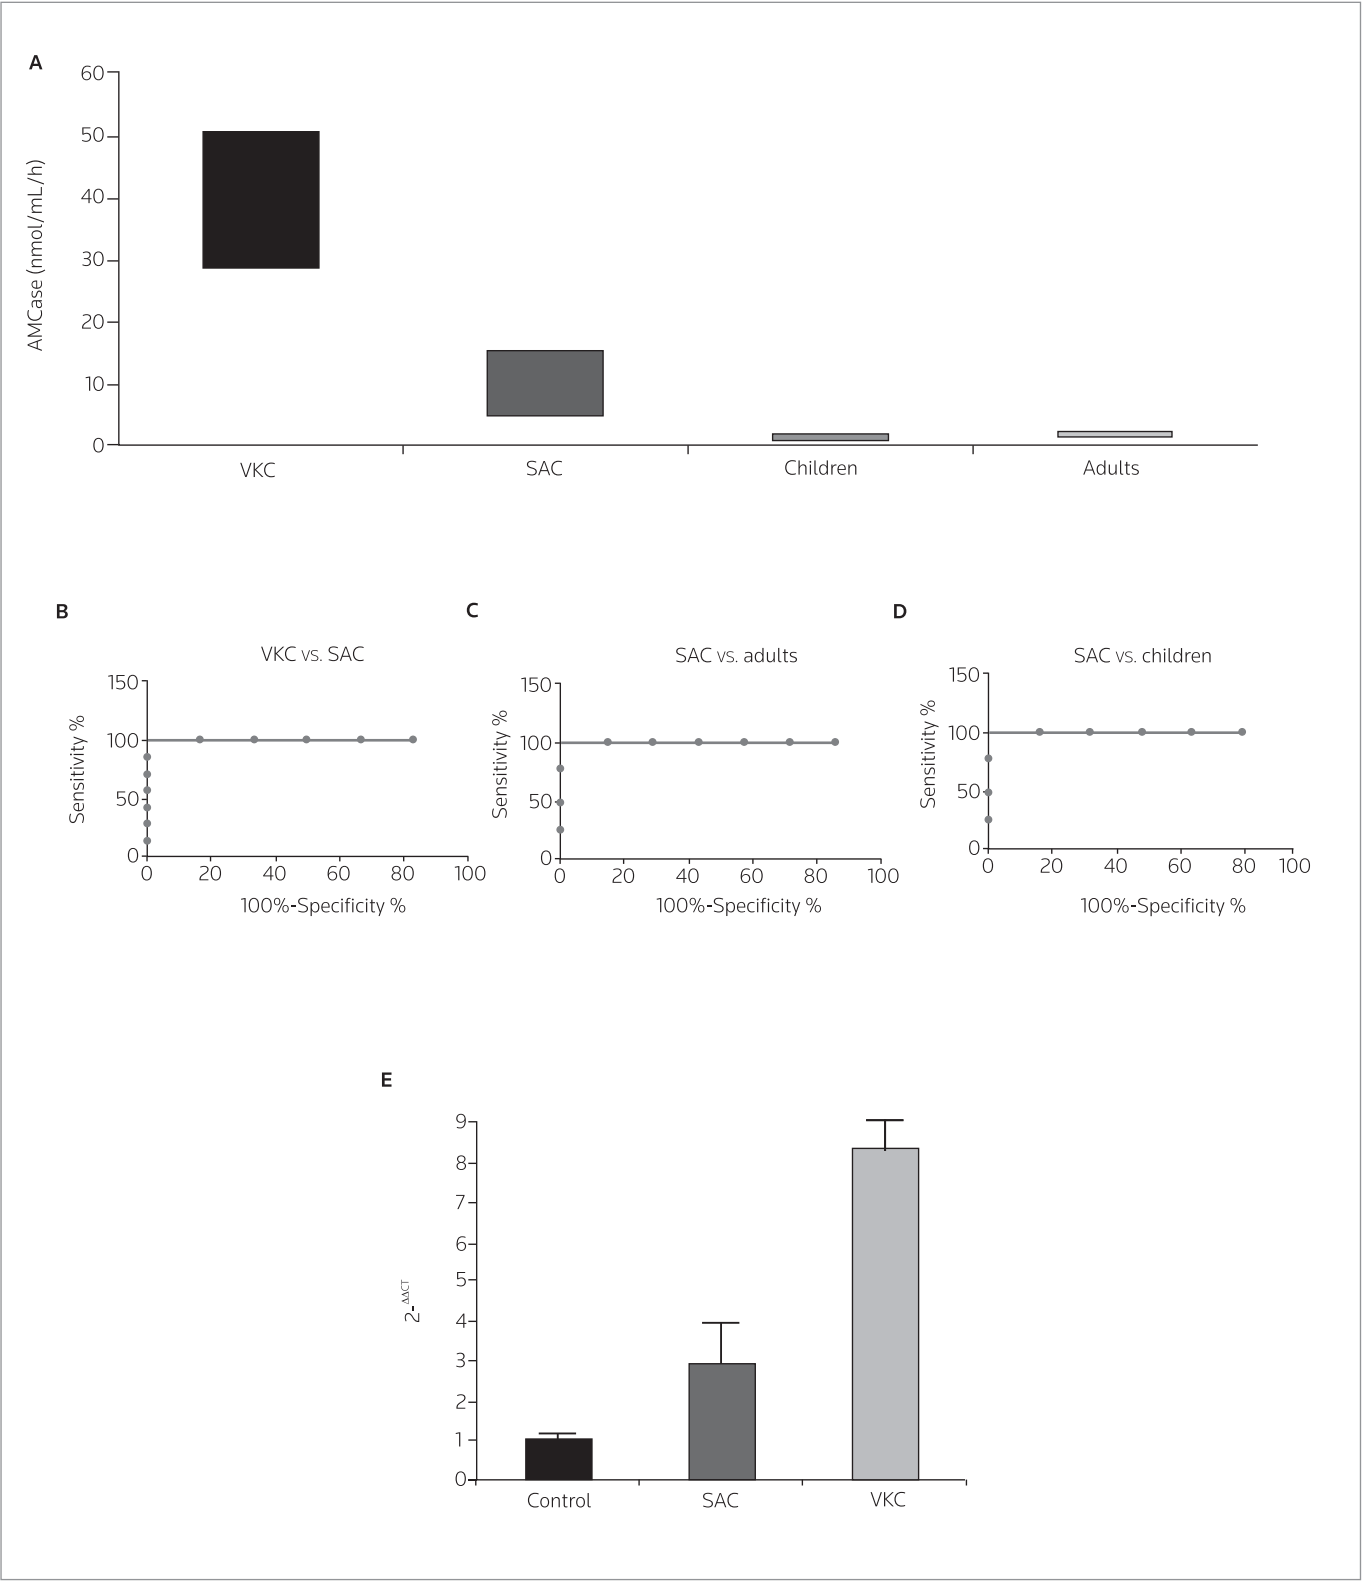 A
60
50
40
30
20
10
0
AMCase (nmol/mL/h)
VKC SAC Children Adults
B
VKC vs. SAC
150
100
50
0
Sensitivity %
0 20 40 60 80 100
100%-Specificity %
C
SAC vs. adults
150
100
50
0
Sensitivity %
0 20 40 60 80 100
100%-Specificity %
D
SAC vs. children
150
100
50
0
Sensitivity %
0 20 40 60 80 100
100%-Specificity %
E
9
8
7
6
5
4
3
2
1
0
2-ΔΔCT
Control SAC VKC